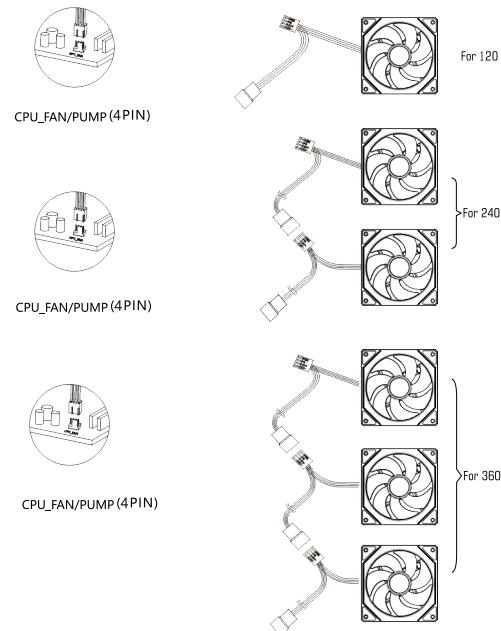 For 120
CPU_FAN/PUMP (4PIN)
For 240
CPU_FAN/PUMP (4PIN)
For 360
CPU_FAN/PUMP (4PIN)